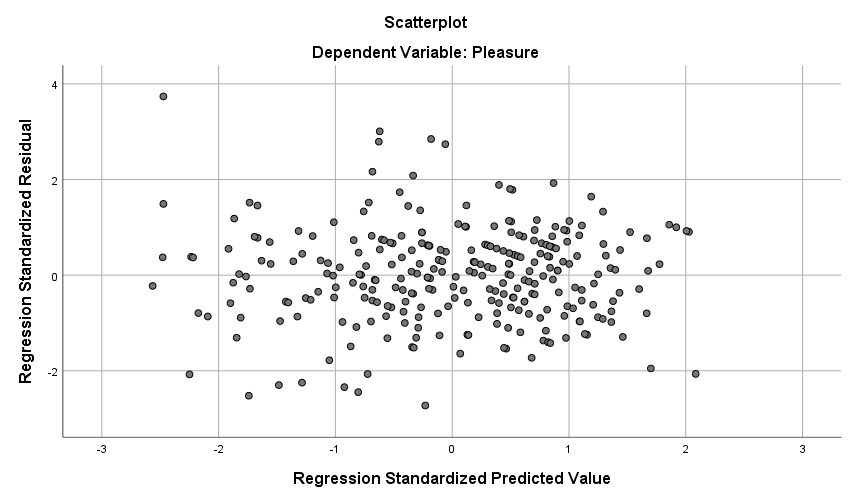 Scatterplot
Dependent Variable: Pleasure
Regression Standardized Residual
4
2
0
-2
-3
-2
-1
0
1
2
3
Regression Standardized Predicted Value